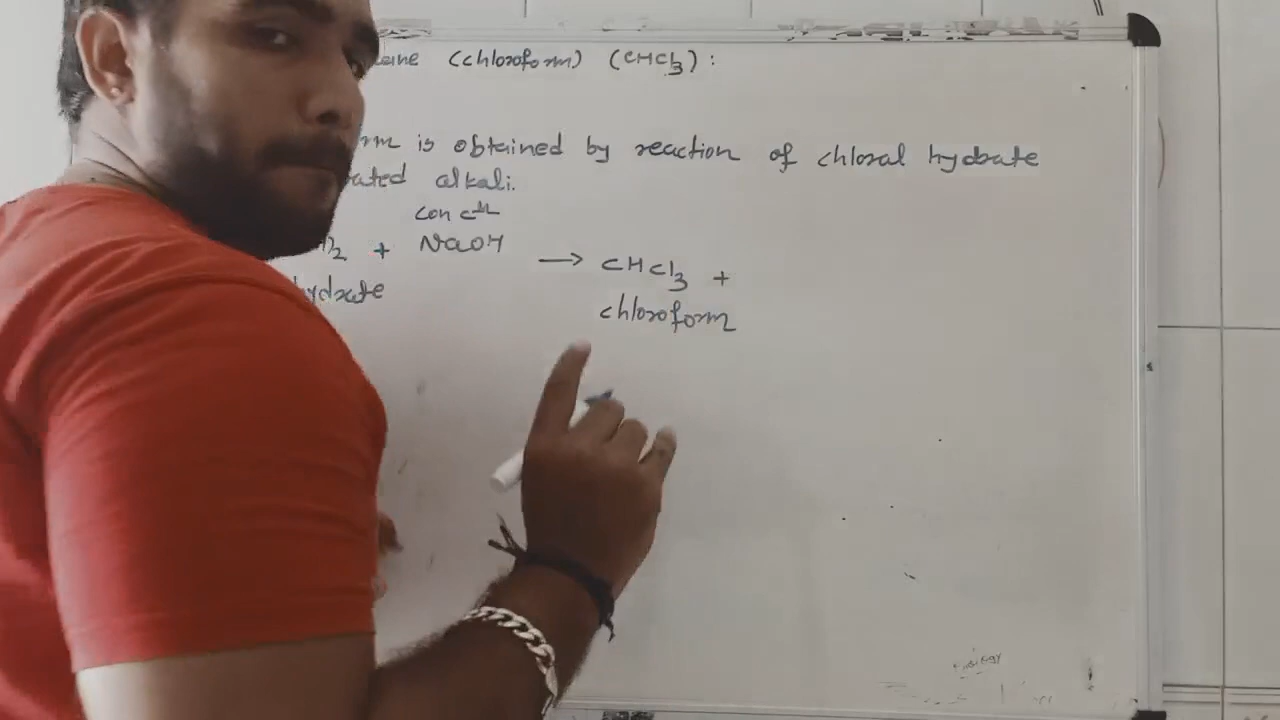 (chloroform) (CHCl3) :
is obtained by reaction of chloral hydrate
alkali.
conc
+ NaOH → CHCl3 +
chloroform